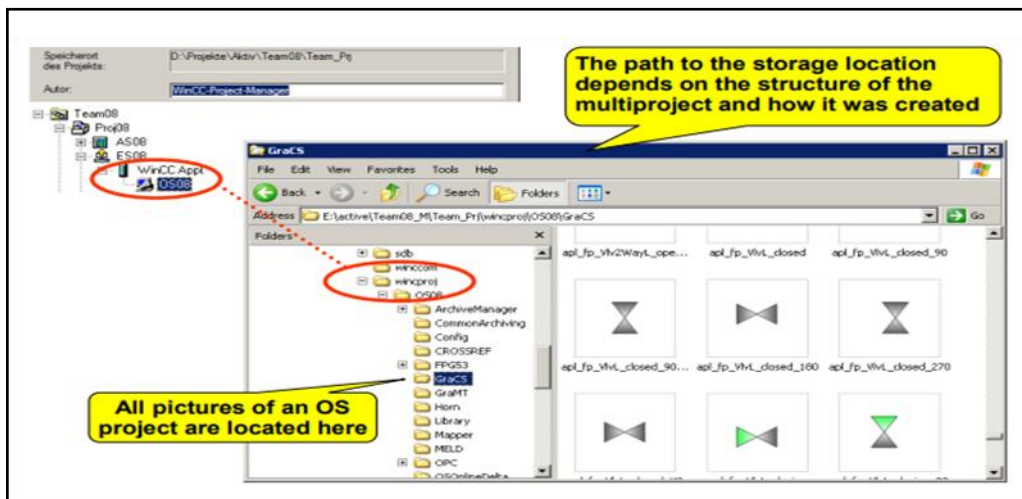 Speicherort
des Projekts:
D:\Projekte\Aktiv\Team08\Team_Prj
Autor:
WinCC-Project-Manager
The path to the storage location
depends on the structure of the
multiproject and how it was created
Team08
Proj08
AS08
ES08
WinCC Appl.
OS08
GraCS
File Edit View Favorites Tools Help
Back Search Folders
Address E:\active\Team08_M\Team_Prj\wincproj\OS08\GraCS Go
Folders
sdb
winccom
wincproj
OS08
ArchiveManager
CommonArchiving
Config
CROSSREF
FPGS3
GraCS
GraMT
Horn
Library
Mapper
MELD
OPC
OSOnlineDelta
apl_fp_Vlv2WayL_ope... apl_fp_VlvL_closed apl_fp_VlvL_closed_90
apl_fp_VlvL_closed_90... apl_fp_VlvL_closed_180 apl_fp_VlvL_closed_270
All pictures of an OS
project are located here